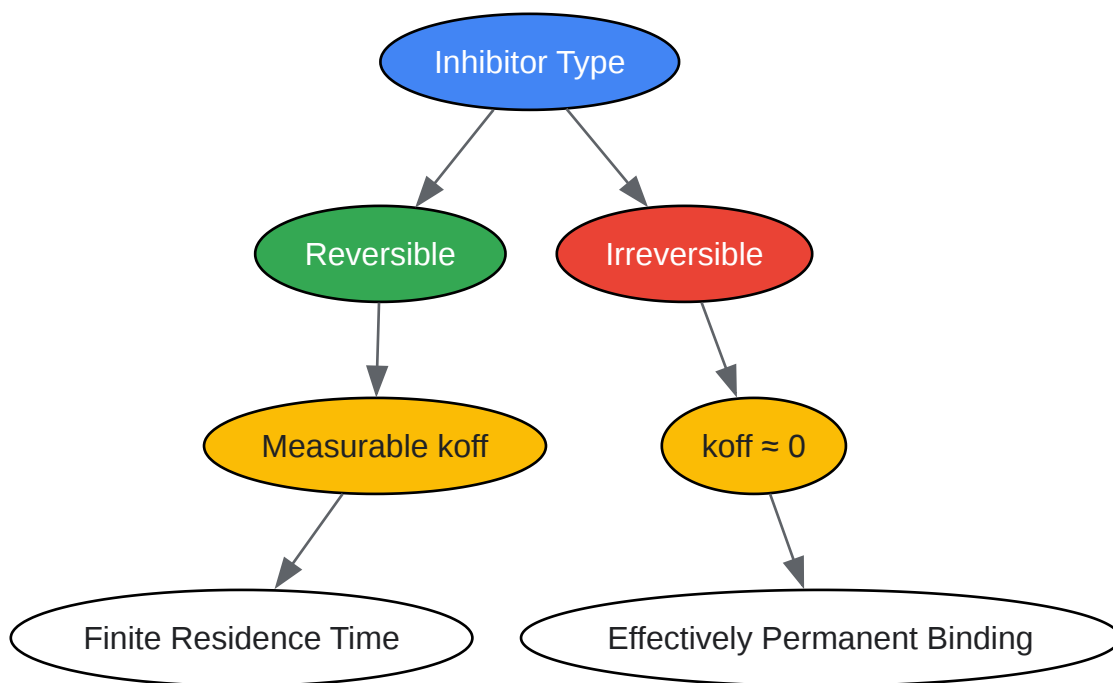 Inhibitor Type
Reversible
Irreversible
Measurable koff
koff ≈ 0
Finite Residence Time
Effectively Permanent Binding